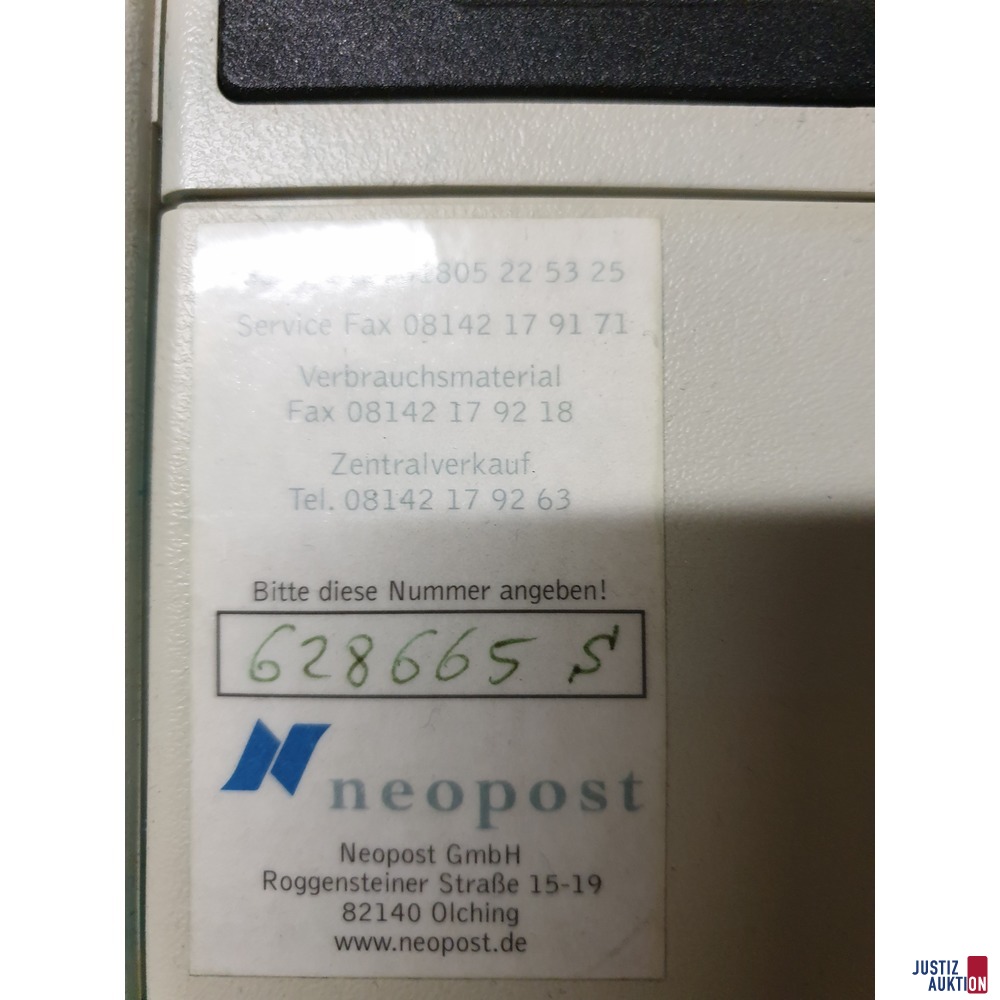 805 22 53 25
Service Fax 08142 17 91 71
Verbrauchsmaterial
Fax 08142 17 92 18
Zentralverkauf
Tel. 08142 17 92 63
Bitte diese Nummer angeben!
628665 S
neopost
Neopost GmbH
Roggensteiner Straße 15-19
82140 Olching
www.neopost.de
JUSTIZ
AUKTION